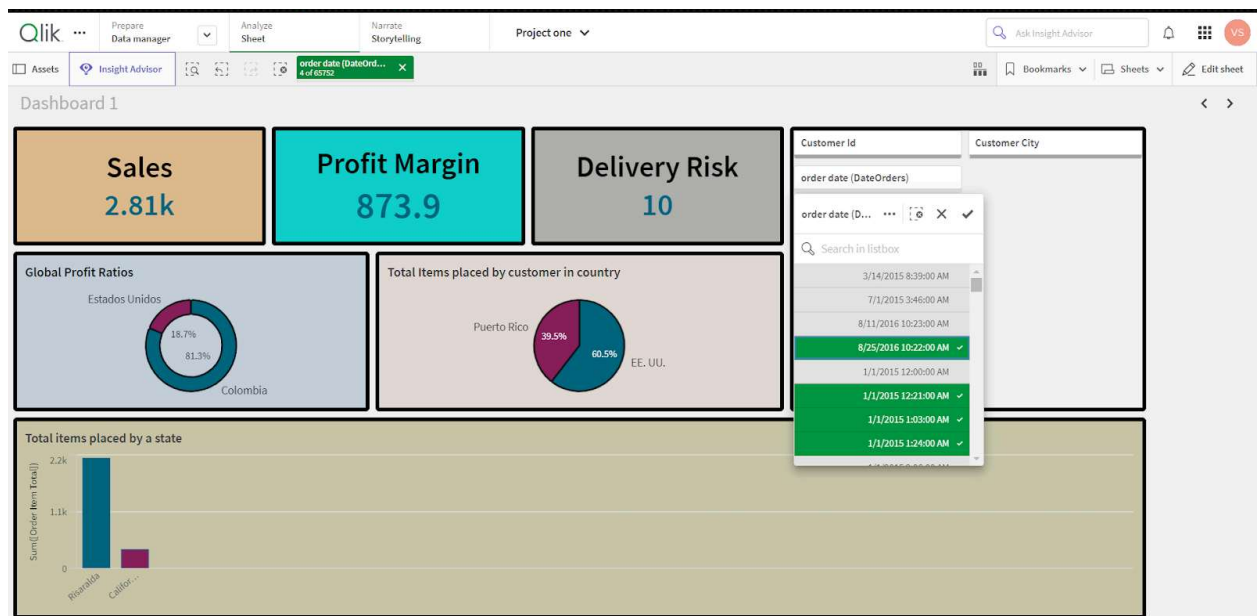 Qlik ...
Prepare
Data manager
Analyze
Sheet
Narrate
Storytelling
Project one
Ask Insight Advisor
VS
Assets
Insight Advisor
order date (DateOrd...
4 of 65752
Bookmarks
Sheets
Edit sheet
Dashboard 1
Sales
2.81k
Profit Margin
873.9
Delivery Risk
10
Customer Id
Customer City
order date (DateOrders)
order date (D... ...
Search in listbox
3/14/2015 8:39:00 AM
7/1/2015 3:46:00 AM
8/11/2016 10:23:00 AM
8/25/2016 10:22:00 AM
1/1/2015 12:00:00 AM
1/1/2015 12:21:00 AM
1/1/2015 1:03:00 AM
1/1/2015 1:24:00 AM
Global Profit Ratios
Estados Unidos
18.7%
81.3%
Colombia
Total Items placed by customer in country
Puerto Rico
39.5%
60.5%
EE. UU.
Total items placed by a state
Sum([Order Item Total])
2.2k
1.1k
0
Risaralda
Califor...